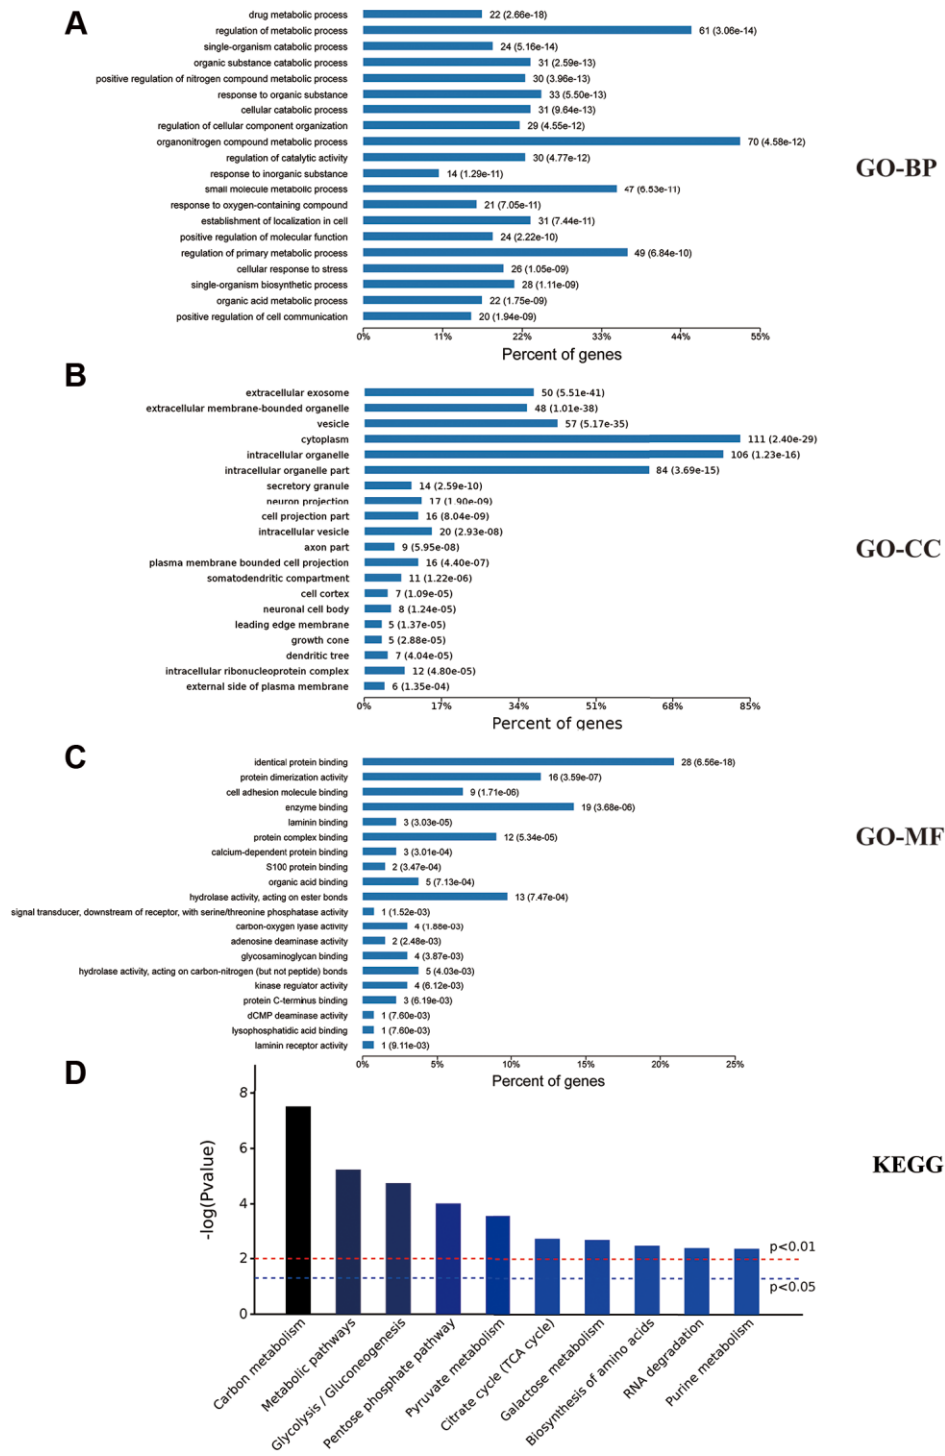 A
drug metabolic process 22 (2.66e-18)
regulation of metabolic process 61 (3.06e-14)
single-organism catabolic process 24 (5.16e-14)
organic substance catabolic process 31 (2.59e-13)
positive regulation of nitrogen compound metabolic process 30 (3.96e-13)
response to organic substance 33 (5.50e-13)
cellular catabolic process 31 (9.64e-13)
regulation of cellular component organization 29 (4.55e-12)
organonitrogen compound metabolic process 70 (4.58e-12)
regulation of catalytic activity 30 (4.77e-12)
response to inorganic substance 14 (1.29e-11)
small molecule metabolic process 47 (6.53e-11)
response to oxygen-containing compound 21 (7.05e-11)
establishment of localization in cell 31 (7.44e-11)
positive regulation of molecular function 24 (2.22e-10)
regulation of primary metabolic process 49 (6.84e-10)
cellular response to stress 26 (1.05e-09)
single-organism biosynthetic process 28 (1.11e-09)
organic acid metabolic process 22 (1.75e-09)
positive regulation of cell communication 20 (1.94e-09)
0% 11% 22% 33% 44% 55%
Percent of genes
GO-BP
B
extracellular exosome 50 (5.51e-41)
extracellular membrane-bounded organelle 48 (1.01e-38)
vesicle 57 (5.17e-35)
cytoplasm 111 (2.40e-29)
intracellular organelle 106 (1.23e-16)
intracellular organelle part 84 (3.69e-15)
secretory granule 14 (2.59e-10)
neuron projection 17 (1.90e-09)
cell projection part 16 (8.04e-09)
intracellular vesicle 20 (2.93e-08)
axon part 9 (5.95e-08)
plasma membrane bounded cell projection 16 (4.40e-07)
somatodendritic compartment 11 (1.22e-06)
cell cortex 7 (1.09e-05)
neuronal cell body 8 (1.24e-05)
leading edge membrane 5 (1.37e-05)
growth cone 5 (2.88e-05)
dendritic tree 7 (4.04e-05)
intracellular ribonucleoprotein complex 12 (4.80e-05)
external side of plasma membrane 6 (1.35e-04)
0% 17% 34% 51% 68% 85%
Percent of genes
GO-CC
C
identical protein binding 28 (6.56e-18)
protein dimerization activity 16 (3.59e-07)
cell adhesion molecule binding 9 (1.71e-06)
enzyme binding 19 (3.68e-06)
laminin binding 3 (3.03e-05)
protein complex binding 12 (5.34e-05)
calcium-dependent protein binding 3 (3.01e-04)
S100 protein binding 2 (3.47e-04)
organic acid binding 5 (7.13e-04)
hydrolase activity, acting on ester bonds 13 (7.47e-04)
signal transducer, downstream of receptor, with serine/threonine phosphatase activity 1 (1.52e-03)
carbon-oxygen lyase activity 4 (1.88e-03)
adenosine deaminase activity 2 (2.48e-03)
glycosaminoglycan binding 4 (3.87e-03)
hydrolase activity, acting on carbon-nitrogen (but not peptide) bonds 5 (4.03e-03)
kinase regulator activity 4 (6.12e-03)
protein C-terminus binding 3 (6.19e-03)
dCMP deaminase activity 1 (7.60e-03)
lysophosphatidic acid binding 1 (7.60e-03)
laminin receptor activity 1 (9.11e-03)
0% 5% 10% 15% 20% 25%
Percent of genes
GO-MF
D
-log(Pvalue)
8
6
4
2
0
p<0.01
p<0.05
Carbon metabolism
Metabolic pathways
Glycolysis / Gluconeogenesis
Pentose phosphate pathway
Pyruvate metabolism
Citrate cycle (TCA cycle)
Galactose metabolism
Biosynthesis of amino acids
RNA degradation
Purine metabolism
KEGG